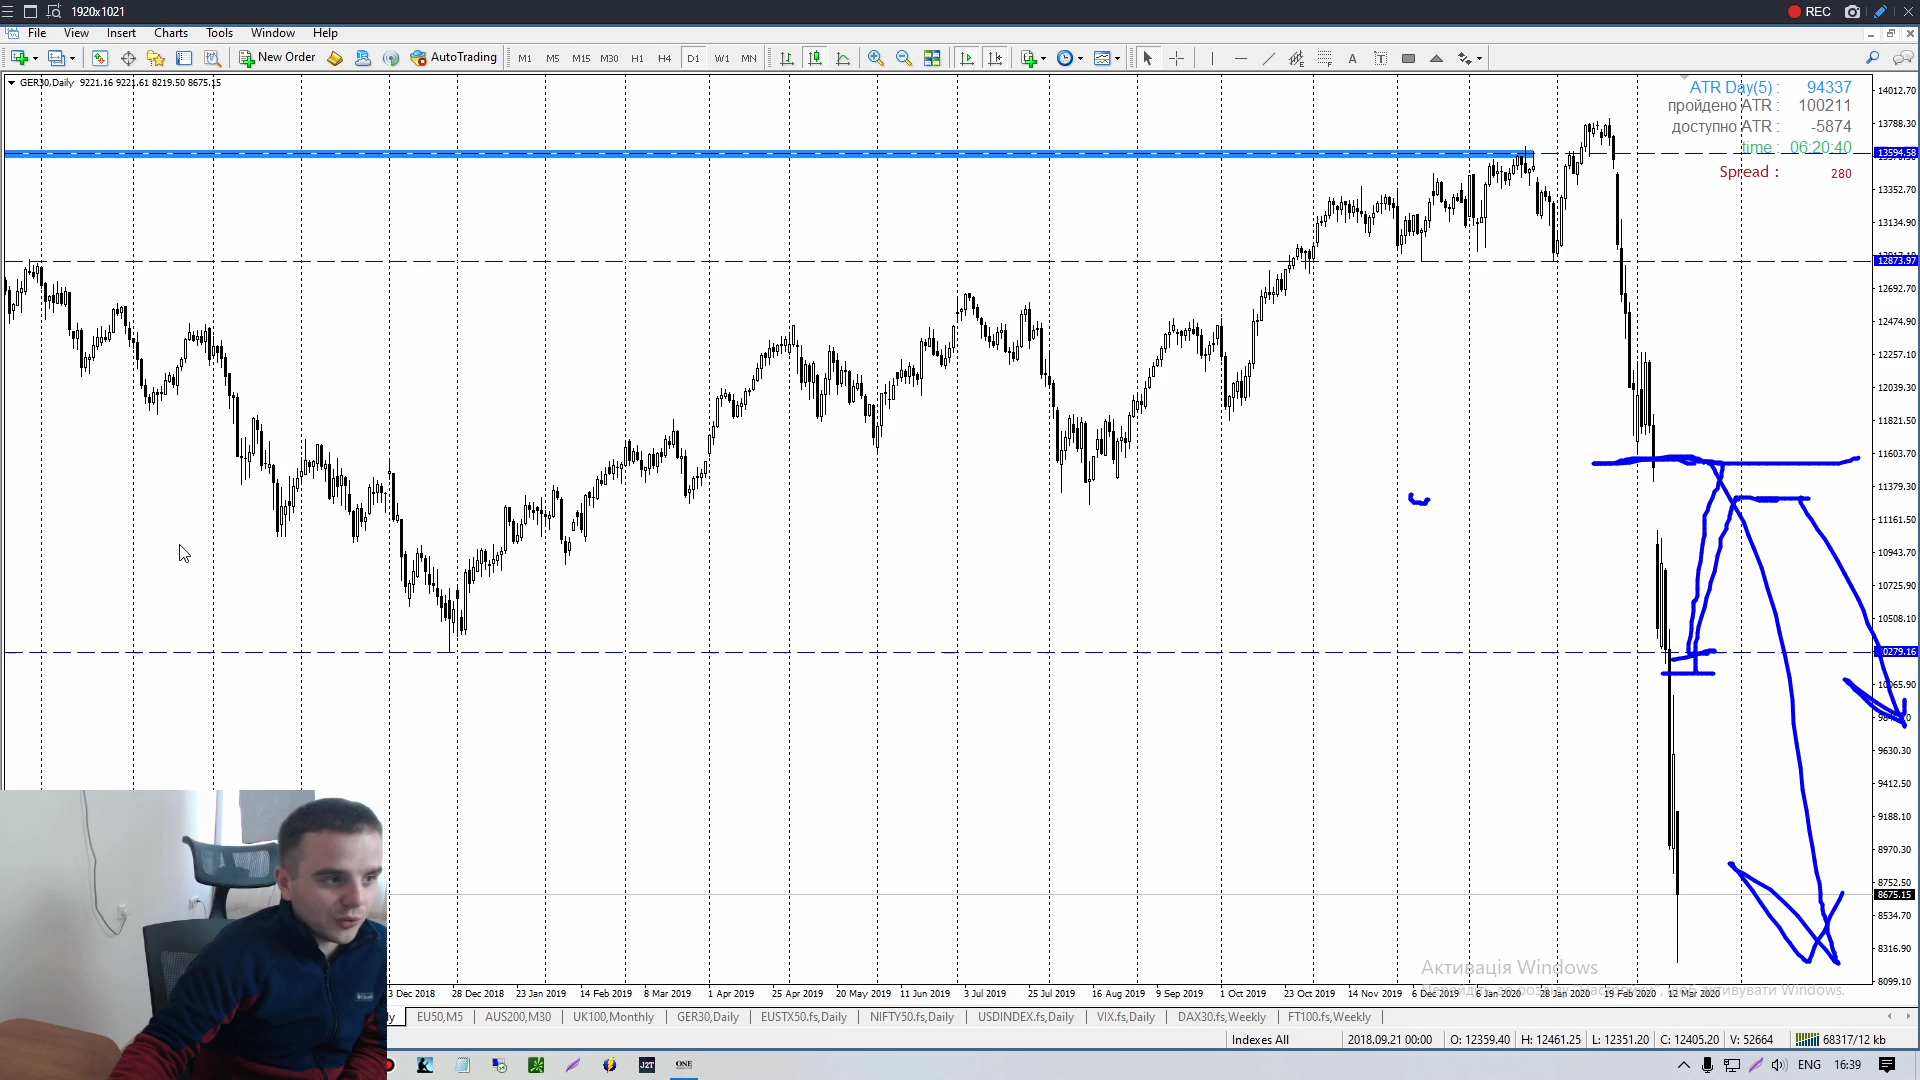 1920x1021
REC
File View Insert Charts Tools Window Help
New Order AutoTrading M1 M5 M15 M30 H1 H4 D1 W1 MN
GER30,Daily 9221.16 9221.61 8219.50 8675.15
ATR Day(5) : 94337
пройдено ATR : 100211
доступно ATR : -5874
time : 06:20:40
Spread : 280
14012.70
13788.30
13594.58
13352.70
13134.90
12873.97
12692.70
12474.90
12257.10
12039.30
11821.50
11603.70
11379.30
11161.50
10943.70
10725.90
10508.10
10279.16
10065.90
9630.30
9412.50
9188.10
8970.30
8752.50
8675.15
8534.70
8316.90
8099.10
Активація Windows
активувати Windows.
28 Dec 2018 23 Jan 2019 14 Feb 2019 8 Mar 2019 1 Apr 2019 25 Apr 2019 20 May 2019 11 Jun 2019 3 Jul 2019 25 Jul 2019 16 Aug 2019 9 Sep 2019 1 Oct 2019 23 Oct 2019 14 Nov 2019 6 Dec 2019 6 Jan 2020 28 Jan 2020 19 Feb 2020 12 Mar 2020
EU50,M5 AUS200,M30 UK100,Monthly GER30,Daily EUSTX50.fs,Daily NIFTY50.fs,Daily USDINDEX.fs,Daily VIX.fs,Daily DAX30.fs,Weekly FT100.fs,Weekly
Indexes All 2018.09.21 00:00 O: 12359.40 H: 12461.25 L: 12351.20 C: 12405.20 V: 52664 68317/12 kb
J2T ONE ENG 16:39